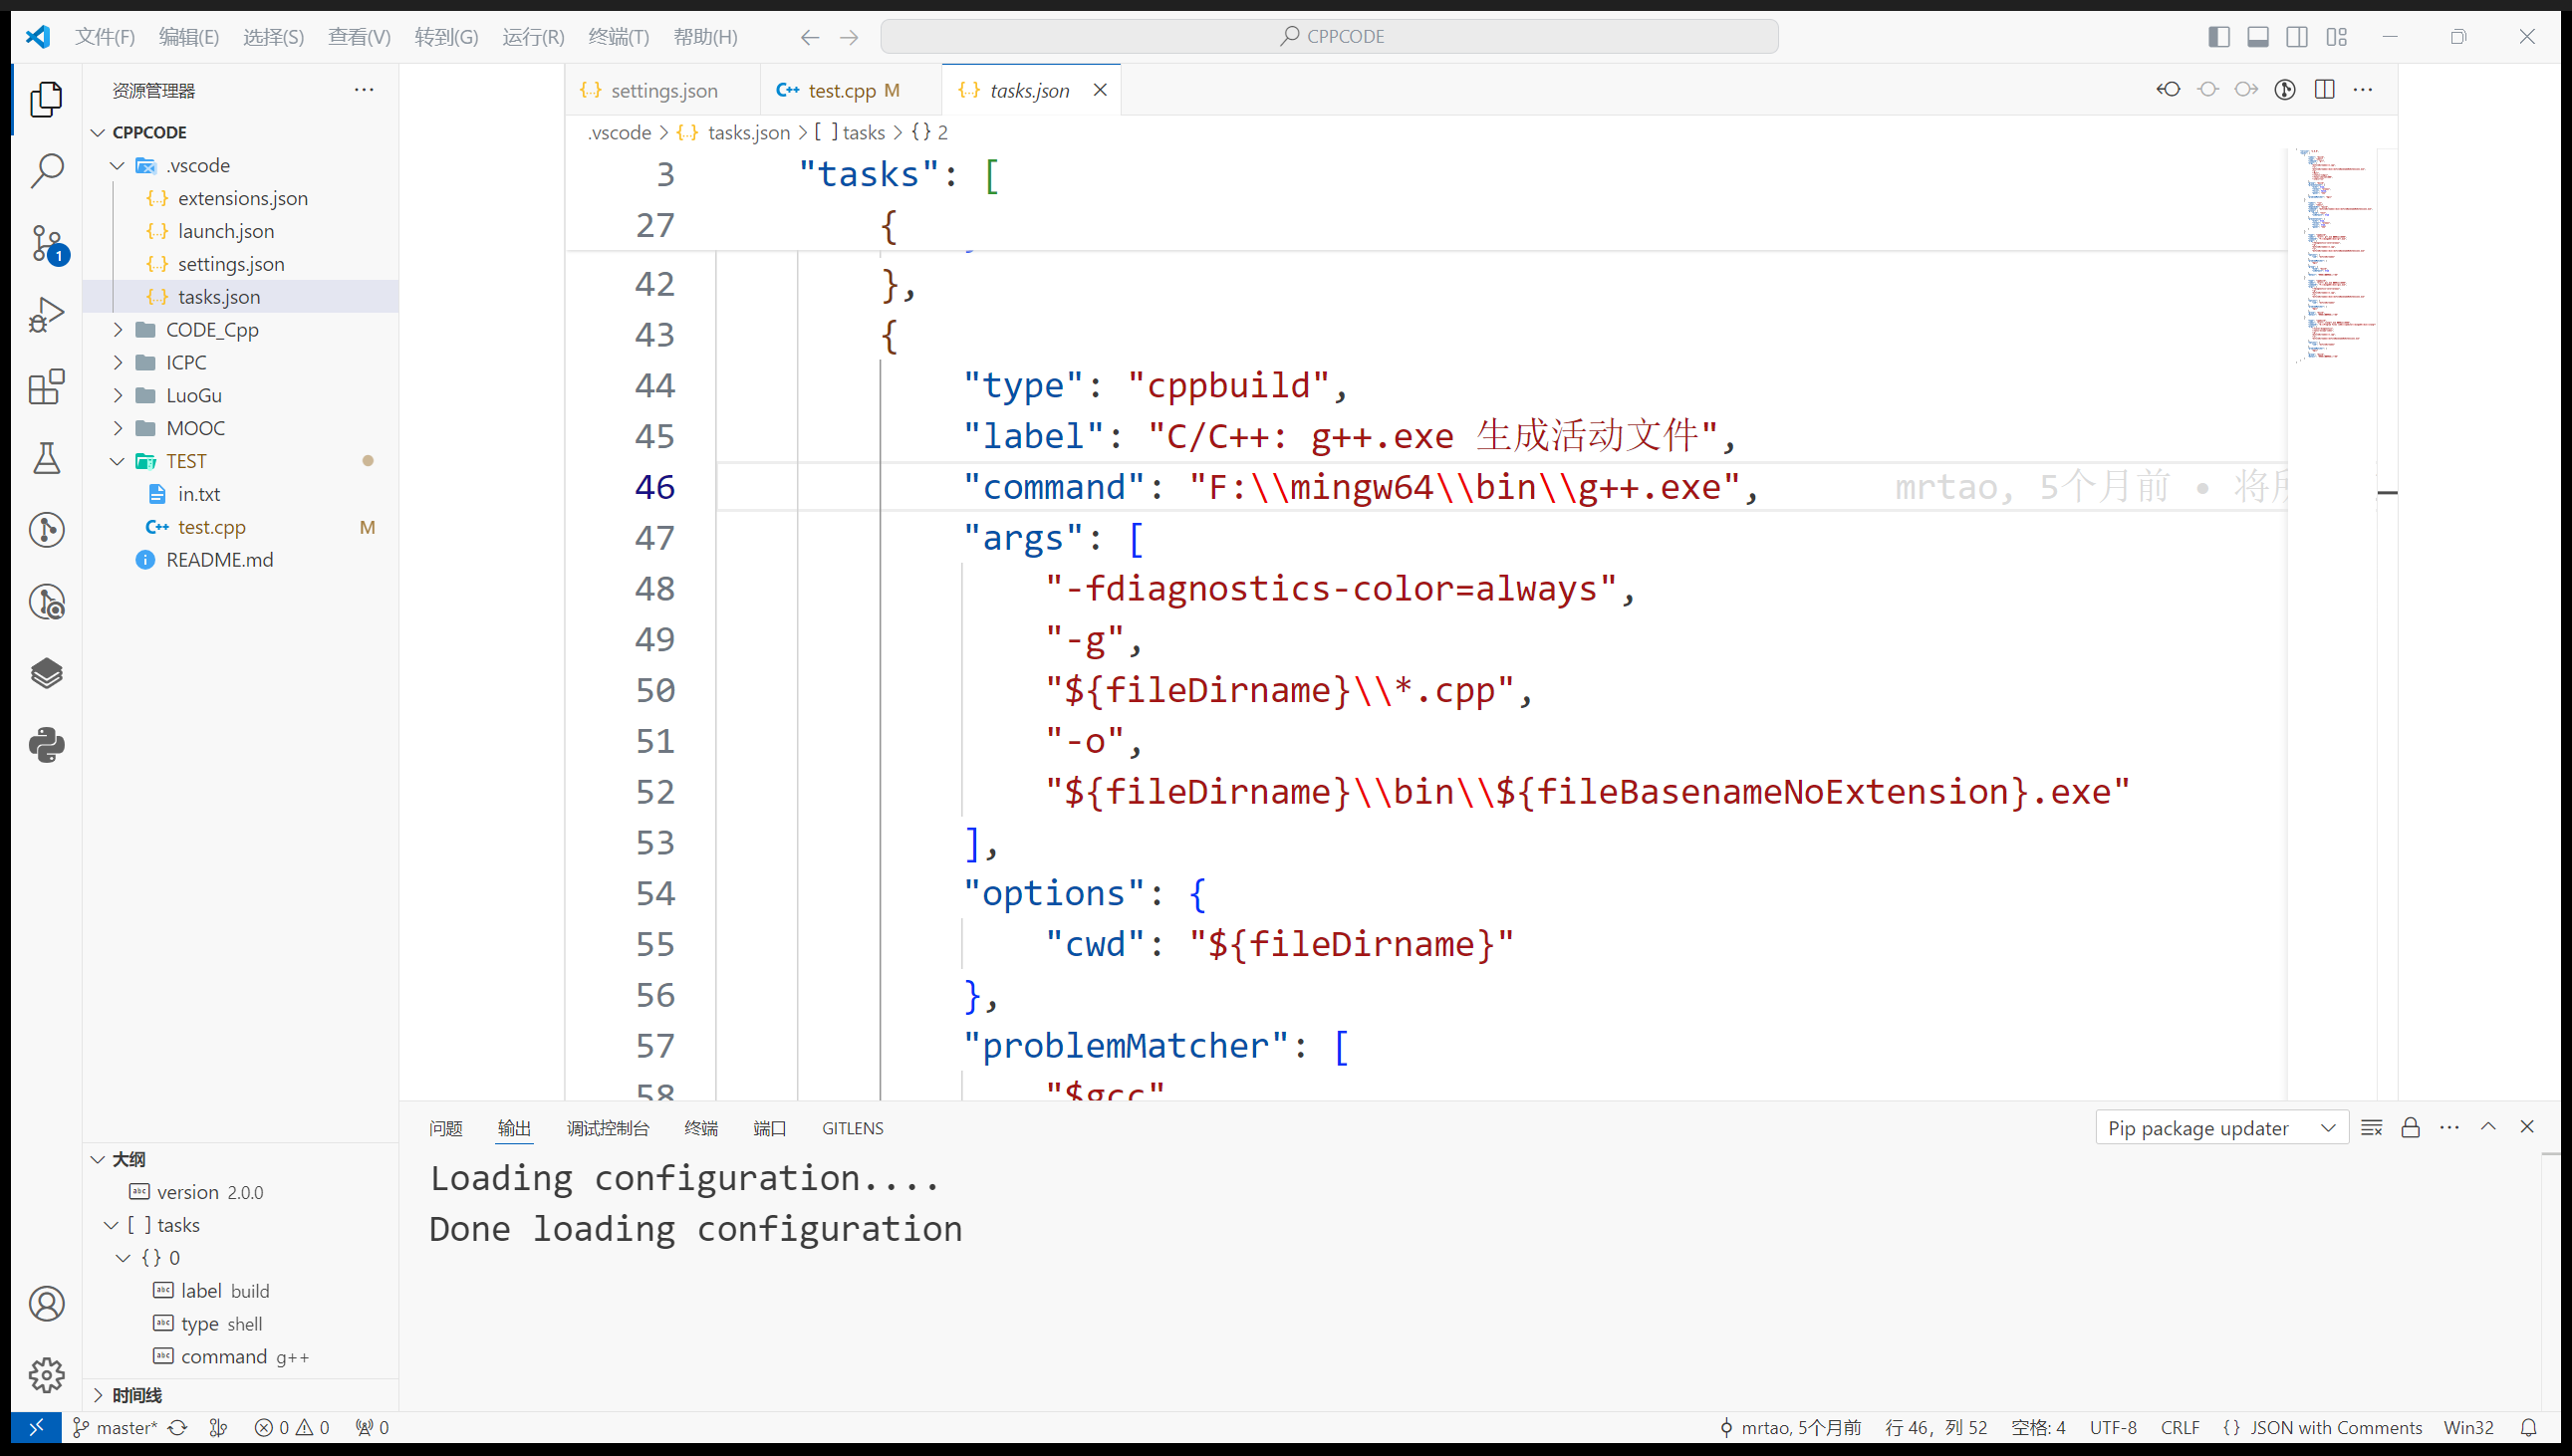 文件(F) 编辑(E) 选择(S) 查看(V) 转到(G) 运行(R) 终端(T) 帮助(H) CPPCODE
资源管理器
CPPCODE
.vscode
extensions.json
launch.json
settings.json
tasks.json
CODE_Cpp
ICPC
LuoGu
MOOC
TEST
in.txt
C++ test.cpp M
README.md
1
大纲
version 2.0.0
[ ] tasks
{} 0
label build
type shell
command g++
时间线
{..} settings.json C++ test.cpp M {..} tasks.json
.vscode > {..} tasks.json > [ ] tasks > {} 2
3 "tasks": [
27 {
42 },
43 {
44 "type": "cppbuild",
45 "label": "C/C++: g++.exe 生成活动文件",
46 "command": "F:\\mingw64\\bin\\g++.exe", mrtao, 5个月前 • 将
47 "args": [
48 "-fdiagnostics-color=always",
49 "-g",
50 "${fileDirname}\\*.cpp",
51 "-o",
52 "${fileDirname}\\bin\\${fileBasenameNoExtension}.exe"
53 ],
54 "options": {
55 "cwd": "${fileDirname}"
56 },
57 "problemMatcher": [
58 "$gcc"
问题 输出 调试控制台 终端 端口 GITLENS Pip package updater
Loading configuration....
Done loading configuration
master* 0 0 0 mrtao, 5个月前 行 46，列 52 空格: 4 UTF-8 CRLF {} JSON with Comments Win32